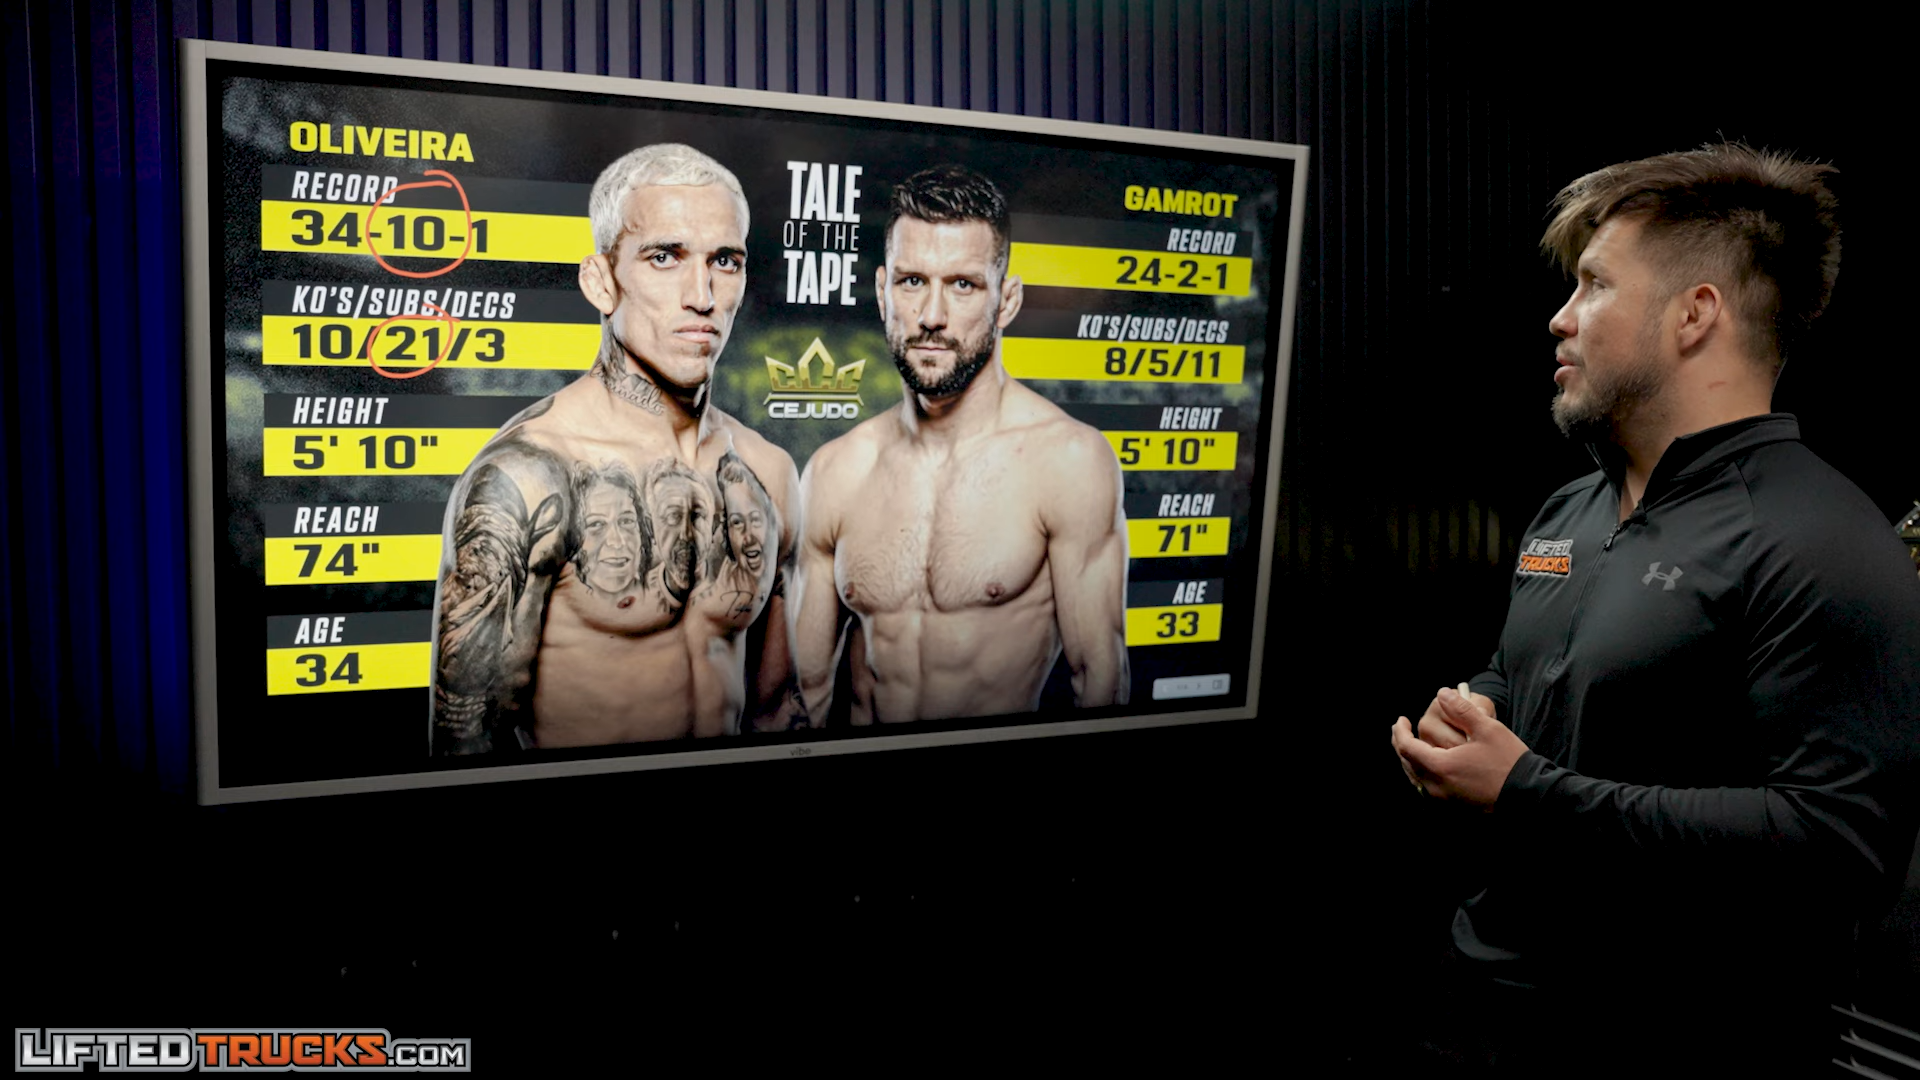 OLIVEIRA
RECORD
34-10-1
KO'S/SUBS/DECS
10/21/3
HEIGHT
5' 10"
REACH
74"
AGE
34
TALE
OF THE
TAPE
CCC
CEJUDO
GAMROT
RECORD
24-2-1
KO'S/SUBS/DECS
8/5/11
HEIGHT
5' 10"
REACH
71"
AGE
33
vibe
LIFTED
TRUCKS
LIFTEDTRUCKS.COM